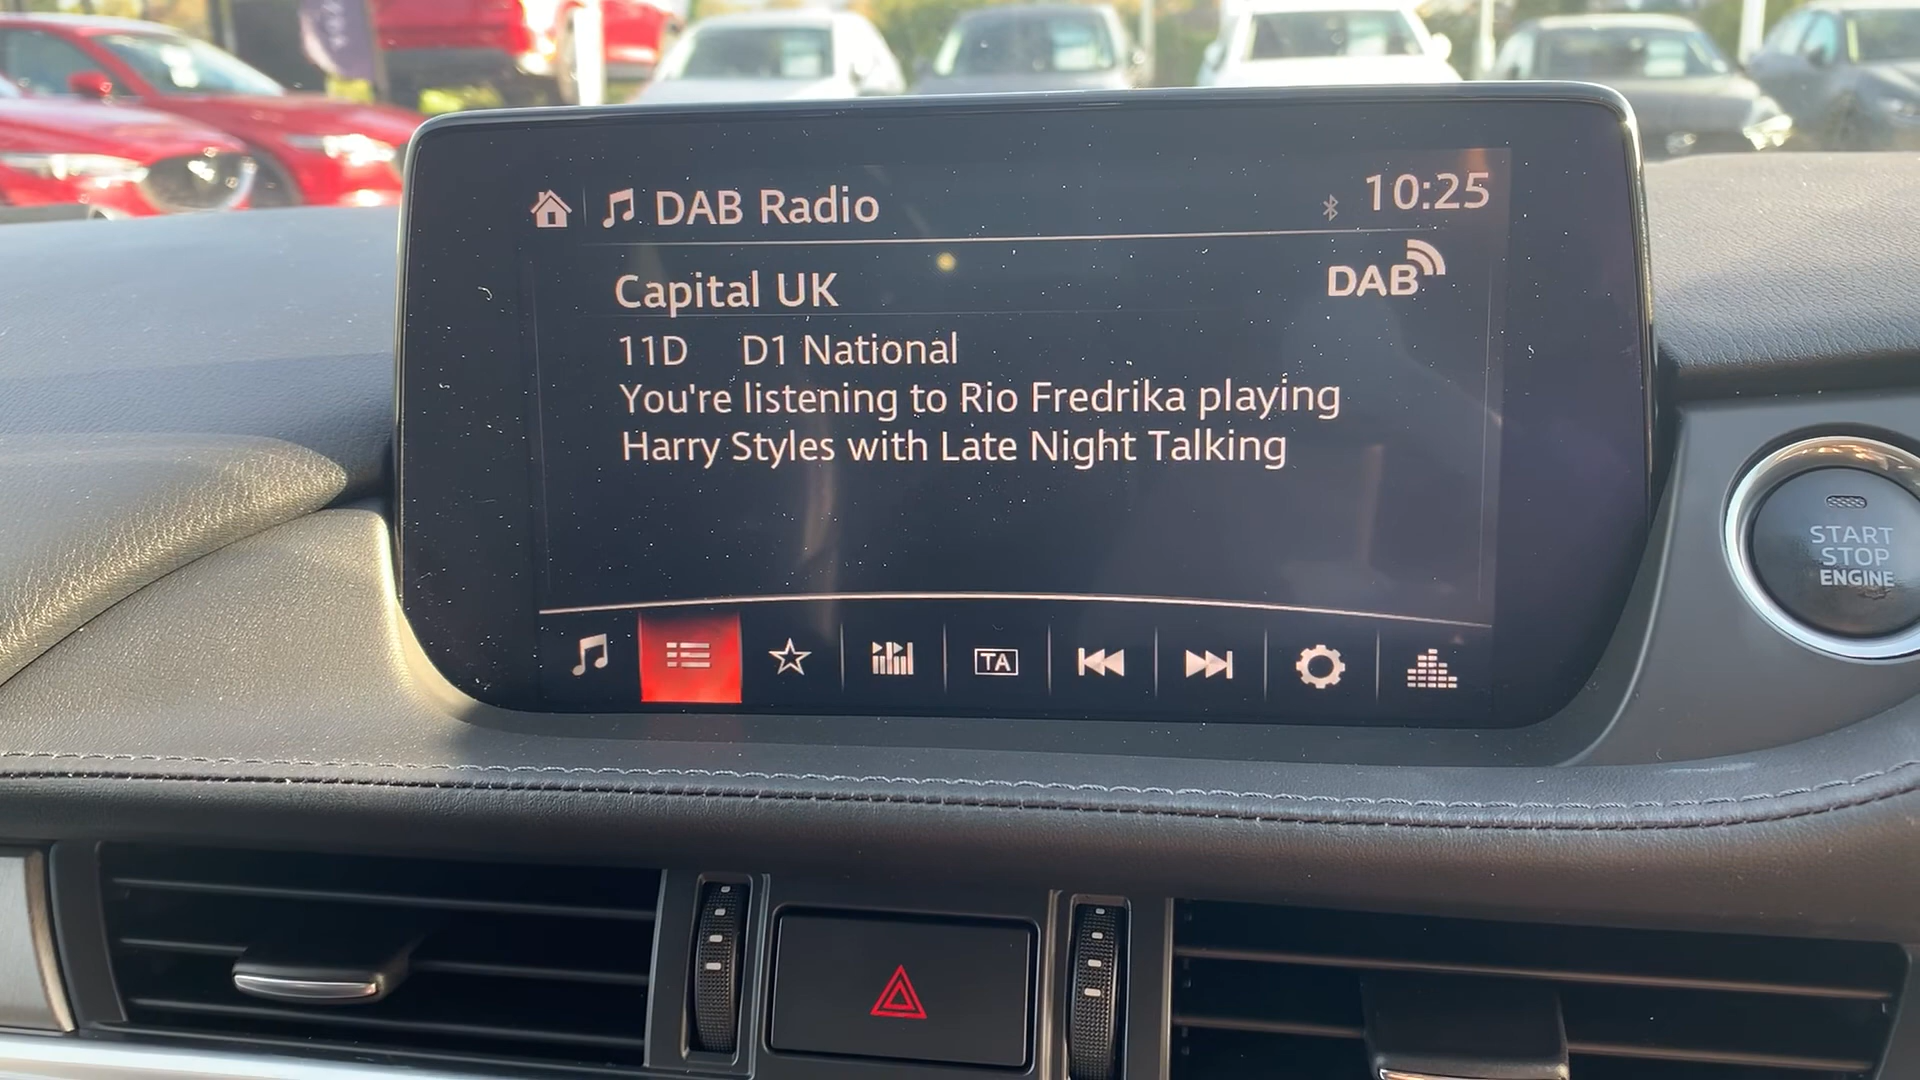 DAB Radio
10:25
Capital UK
DAB
11D D1 National
You're listening to Rio Fredrika playing
Harry Styles with Late Night Talking
TA
START
STOP
ENGINE